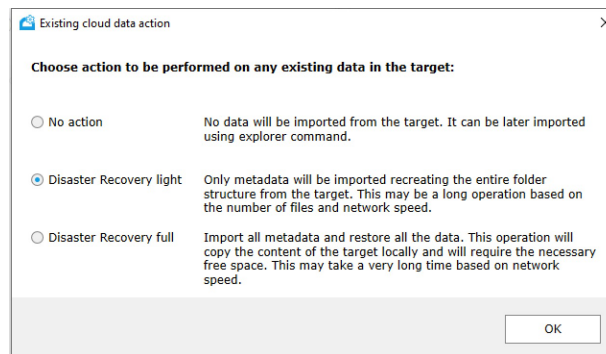 Existing cloud data action
Choose action to be performed on any existing data in the target:
No action
No data will be imported from the target. It can be later imported
using explorer command.
Disaster Recovery light
Only metadata will be imported recreating the entire folder
structure from the target. This may be a long operation based on
the number of files and network speed.
Disaster Recovery full
Import all metadata and restore all the data. This operation will
copy the content of the target locally and will require the necessary
free space. This may take a very long time based on network
speed.
OK